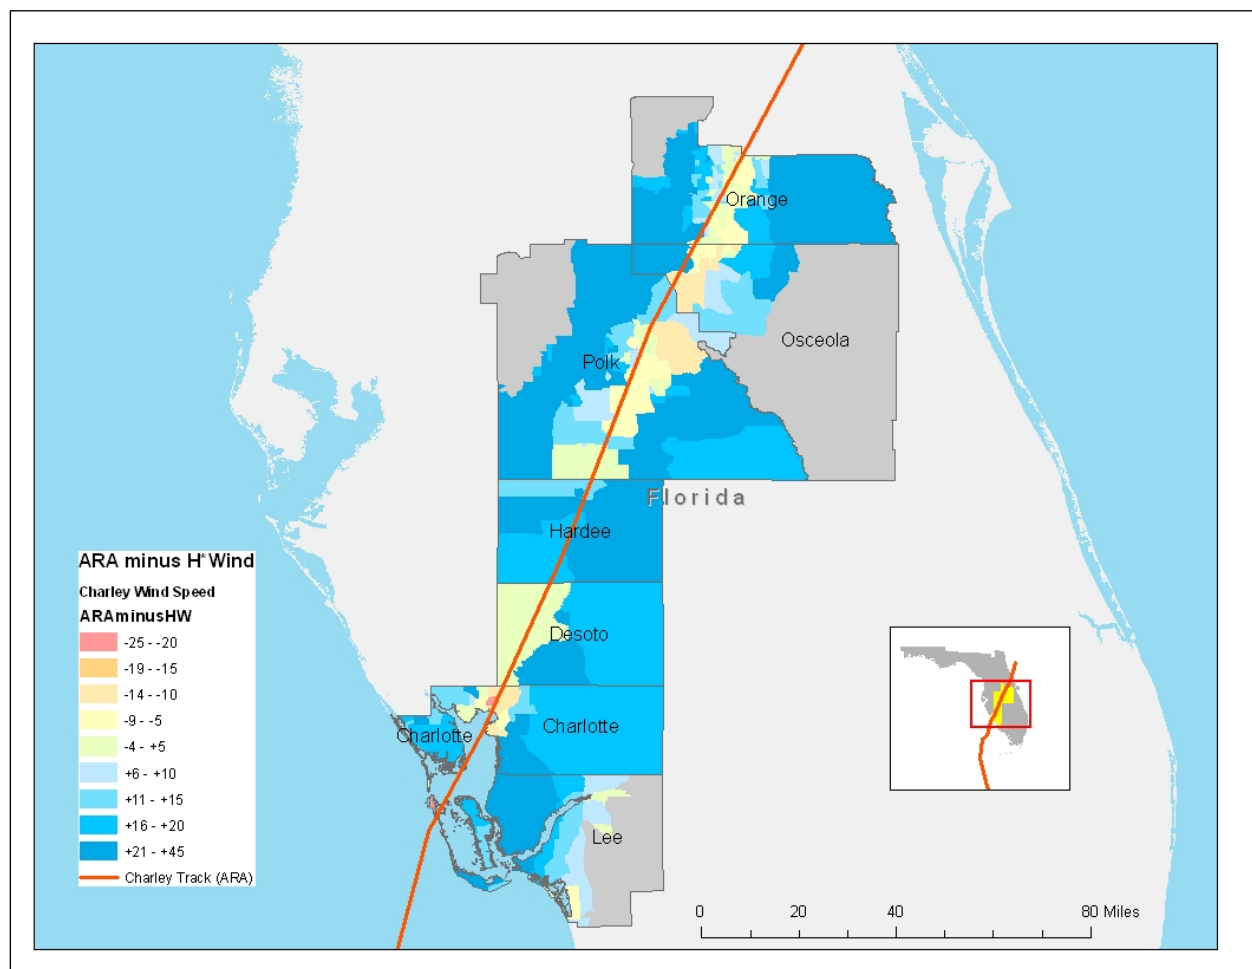 Orange
Osceola
Polk
Florida
Hardee
ARA minus H*Wind
Charley Wind Speed
ARAminusHW
-25 - -20
-19 - -15
-14 - -10
-9 - -5
-4 - +5
+6 - +10
+11 - +15
+16 - +20
+21 - +45
Charley Track (ARA)
Desoto
Charlotte
Charlotte
Lee
0 20 40 80 Miles